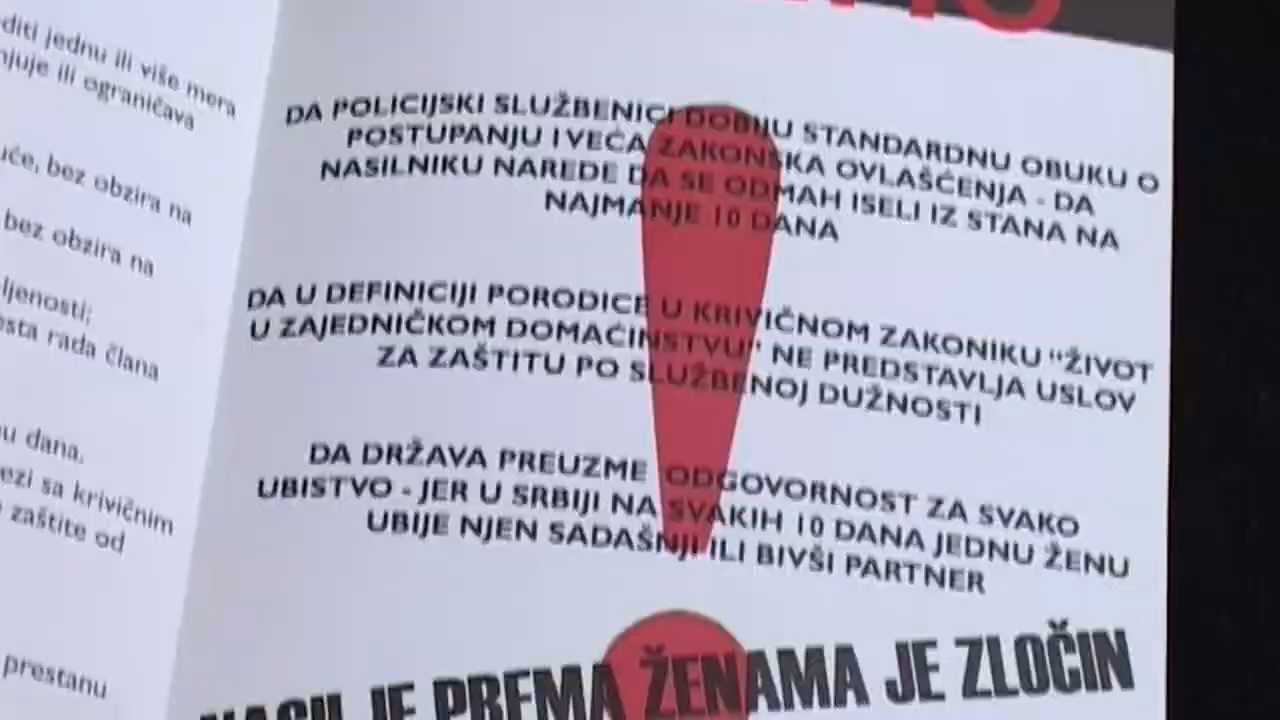 diti jednu ili više mera
njuje ili ograničava
uće, bez obzira na
bez obzira na
ljenosti;
osta rada člana
u dana.
ezi sa krivičnim
zaštite od
prestanu
DA POLICIJSKI SLUŽBENICI DOBIJU STANDARDNU OBUKU O
POSTUPANJU I VEĆA ZAKONSKA OVLAŠĆENJA - DA
NASILNIKU NAREDE DA SE ODMAH ISELI IZ STANA NA
NAJMANJE 10 DANA
DA U DEFINICIJI PORODICE U KRIVIČNOM ZAKONIKU "ŽIVOT
U ZAJEDNIČKOM DOMAĆINSTVU" NE PREDSTAVLJA USLOV
ZA ZAŠTITU PO SLUŽBENOJ DUŽNOSTI
DA DRŽAVA PREUZME ODGOVORNOST ZA SVAKO
UBISTVO - JER U SRBIJI NA SVAKIH 10 DANA JEDNU ŽENU
UBIJE NJEN SADAŠNJI ILI BIVŠI PARTNER
NASILJE PREMA ŽENAMA JE ZLOČIN